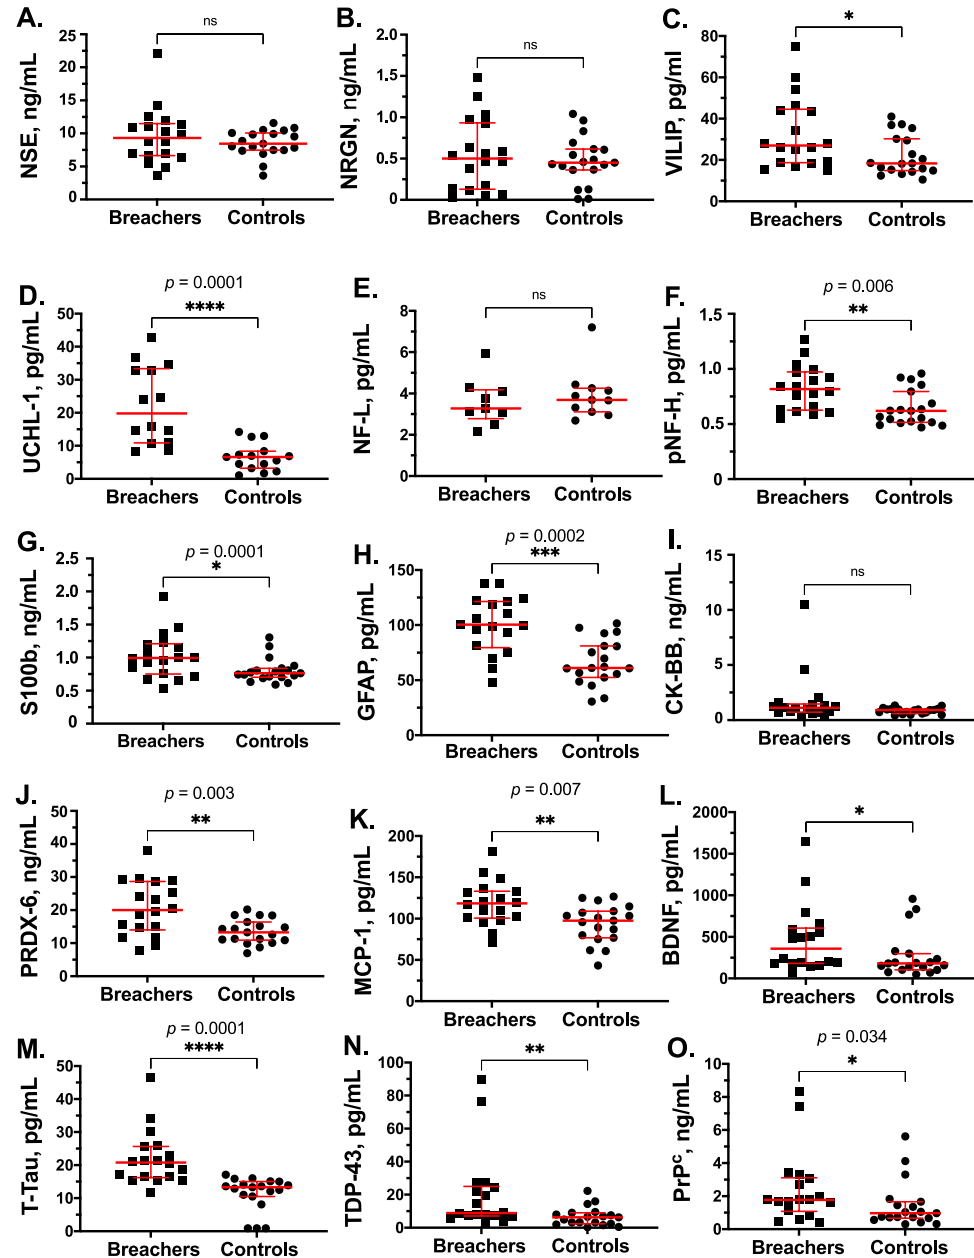 A.
ns
NSE, ng/mL
25
20
15
10
5
0
Breachers Controls
B.
ns
NRGN, ng/mL
2.0
1.5
1.0
0.5
0
Breachers Controls
C.
*
VILIP, pg/ml
80
60
40
20
0
Breachers Controls
D.
p = 0.0001
****
UCHL-1, pg/mL
50
40
30
20
10
0
Breachers Controls
E.
ns
NF-L, pg/mL
8
6
4
2
0
Breachers Controls
F.
p = 0.006
**
pNF-H, pg/mL
1.5
1.0
0.5
0
Breachers Controls
G.
p = 0.0001
*
S100b, ng/mL
2.5
2.0
1.5
1.0
0.5
0
Breachers Controls
H.
p = 0.0002
***
GFAP, pg/mL
150
100
50
0
Breachers Controls
I.
ns
CK-BB, ng/mL
15
10
5
0
Breachers Controls
J.
p = 0.003
**
PRDX-6, ng/mL
50
40
30
20
10
0
Breachers Controls
K.
p = 0.007
**
MCP-1, pg/mL
200
150
100
50
0
Breachers Controls
L.
*
BDNF, pg/mL
2000
1500
1000
500
0
Breachers Controls
M.
p = 0.0001
****
T-Tau, pg/mL
50
40
30
20
10
0
Breachers Controls
N.
**
TDP-43, pg/mL
100
80
60
40
20
0
Breachers Controls
O.
p = 0.034
*
PrPᶜ, ng/mL
10
8
6
4
2
0
Breachers Controls